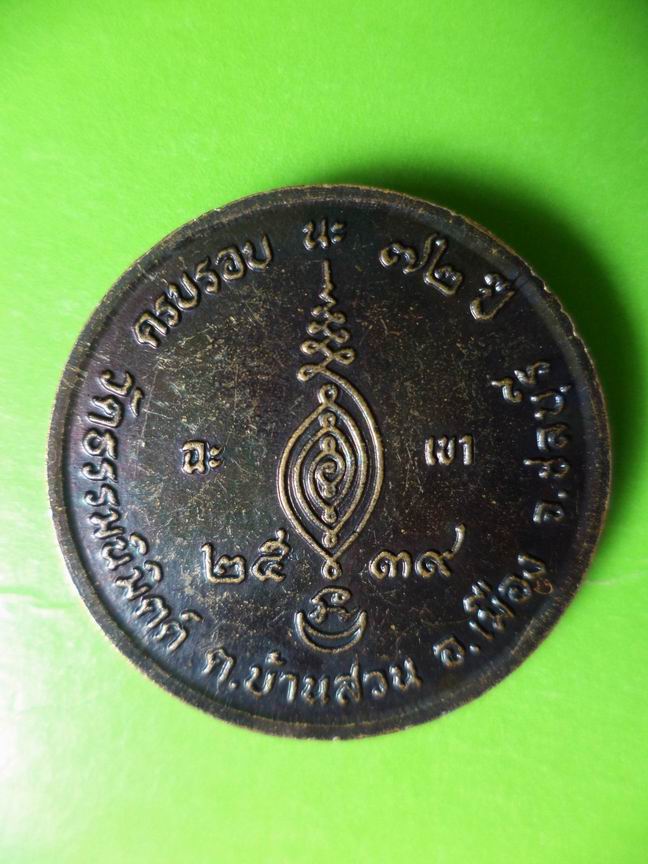 ครบรอบ ๗๒ ปี
นะ
ฉะ เขา
๒๕ ๓๙
วัดธรรมนิมิตต์ ต.บ้านสวน อ.เมือง จ.ชลบุรี